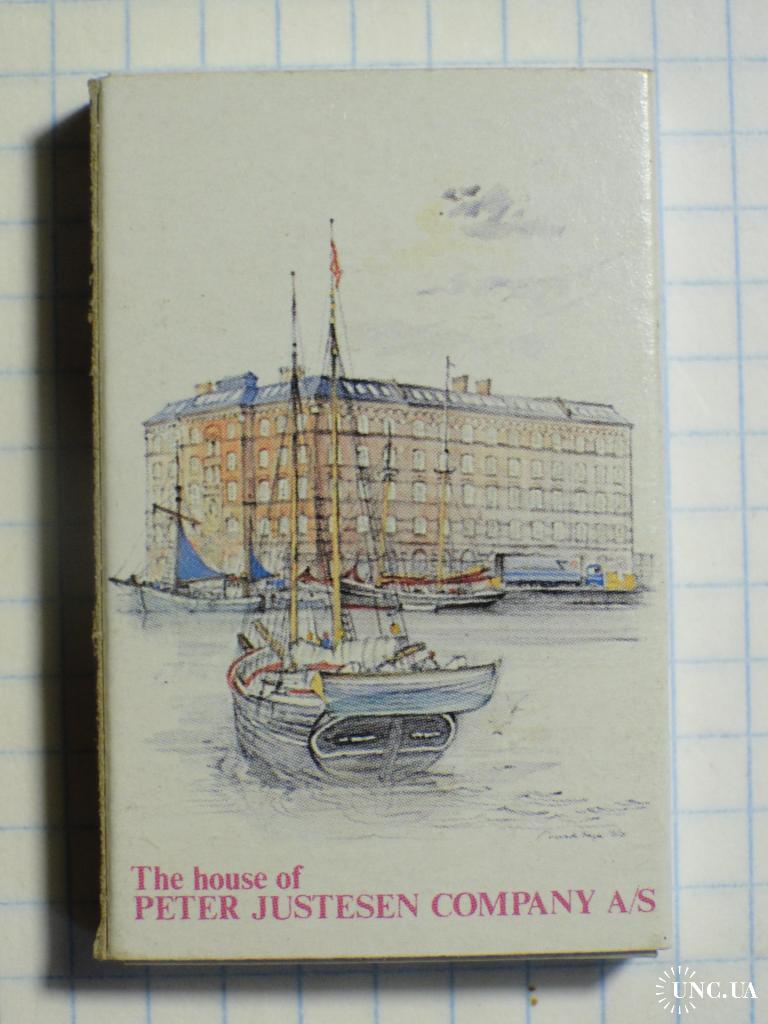 The house of
PETER JUSTESEN COMPANY A/S
UNC.UA